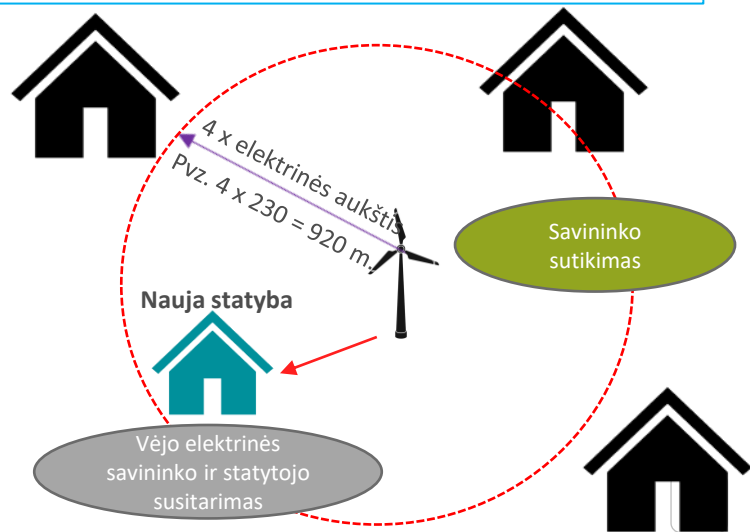 4 x elektrinės aukštis
Pvz. 4 x 230 = 920 m.
Savininko
sutikimas
Nauja statyba
Vėjo elektrinės
savininko ir statytojo
susitarimas